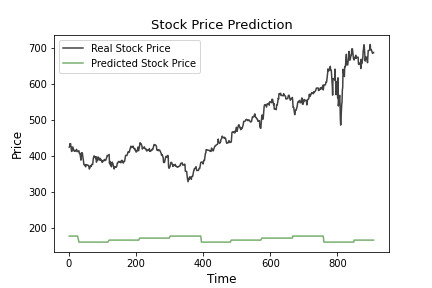 Stock Price Prediction
Real Stock Price
Predicted Stock Price
Price
700
600
500
400
300
200
0 200 400 600 800
Time